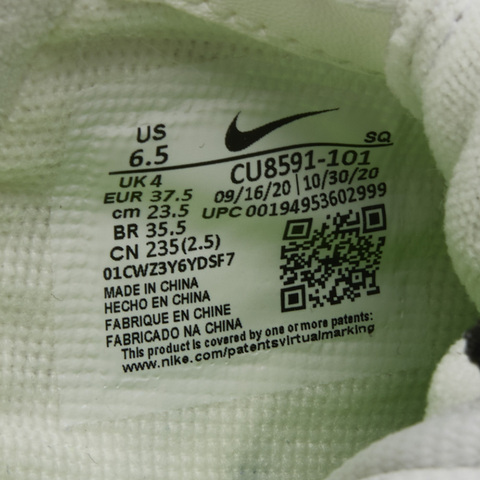 US
6.5
SQ
UK 4
EUR 37.5
cm 23.5
BR 35.5
CN 235(2.5)
CU8591-101
09/16/20 | 10/30/20
UPC 00194953602999
01CWZ3Y6YDSF7
MADE IN CHINA
HECHO EN CHINA
FABRIQUE EN CHINE
FABRICADO NA CHINA
This product is covered by one or more patents:
www.nike.com/patentsvirtualmarking